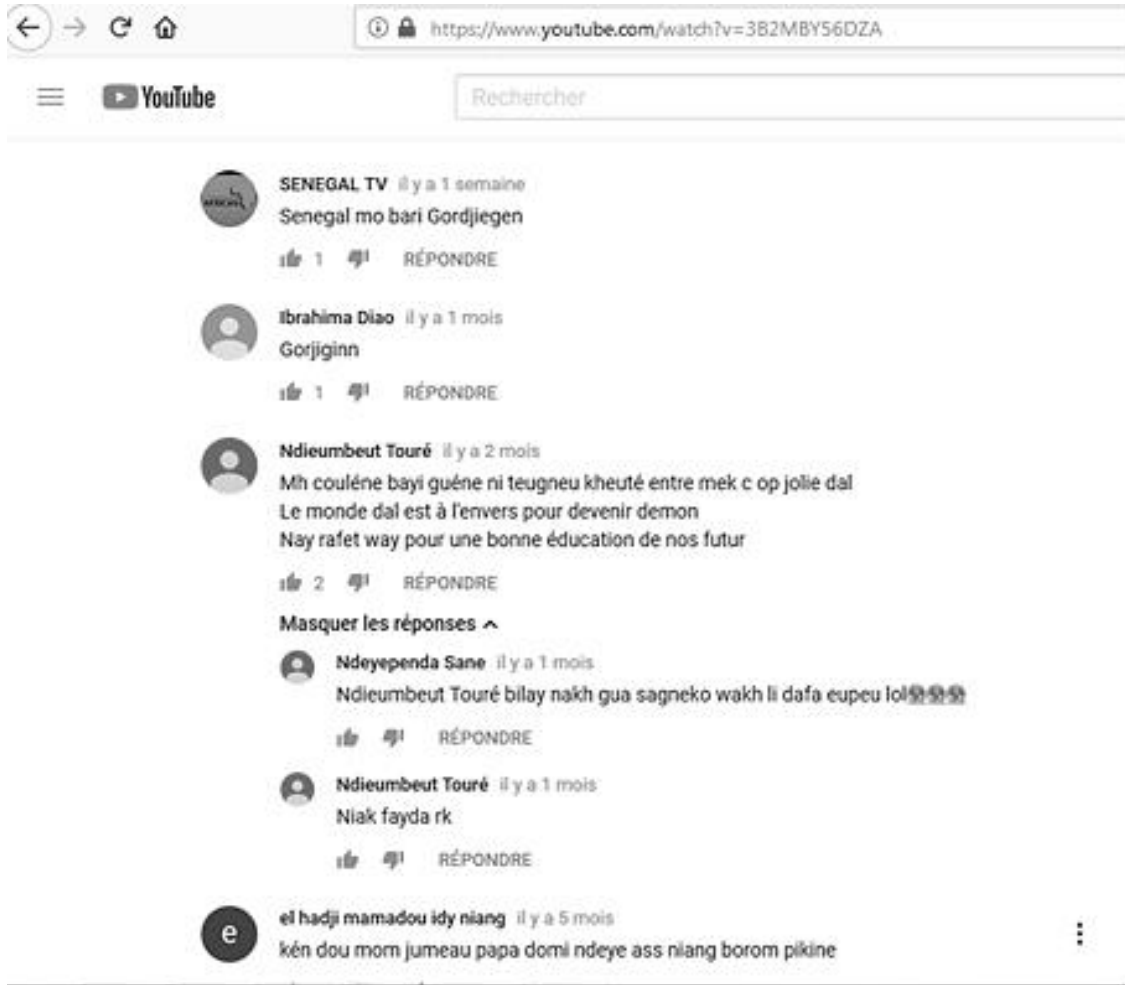 https://www.youtube.com/watch?v=3B2MBY56DZA
YouTube
Rechercher
SENEGAL TV il y a 1 semaine
Senegal mo bari Gordjiegen
1 RÉPONDRE
Ibrahima Diao il y a 1 mois
Gorjiginn
1 RÉPONDRE
Ndieumbeut Touré il y a 2 mois
Mh couléne bayi guéne ni teugneu kheuté entre mek c op jolie dal
Le monde dal est à l'envers pour devenir demon
Nay rafet way pour une bonne éducation de nos futur
2 RÉPONDRE
Masquer les réponses
Ndeyependa Sane il y a 1 mois
Ndieumbeut Touré bilay nakh gua sagneko wakh li dafa eupeu lol
RÉPONDRE
Ndieumbeut Touré il y a 1 mois
Niak fayda rk
RÉPONDRE
e
el hadji mamadou idy niang il y a 5 mois
kén dou mom jumeau papa domi ndeye ass niang borom pikine